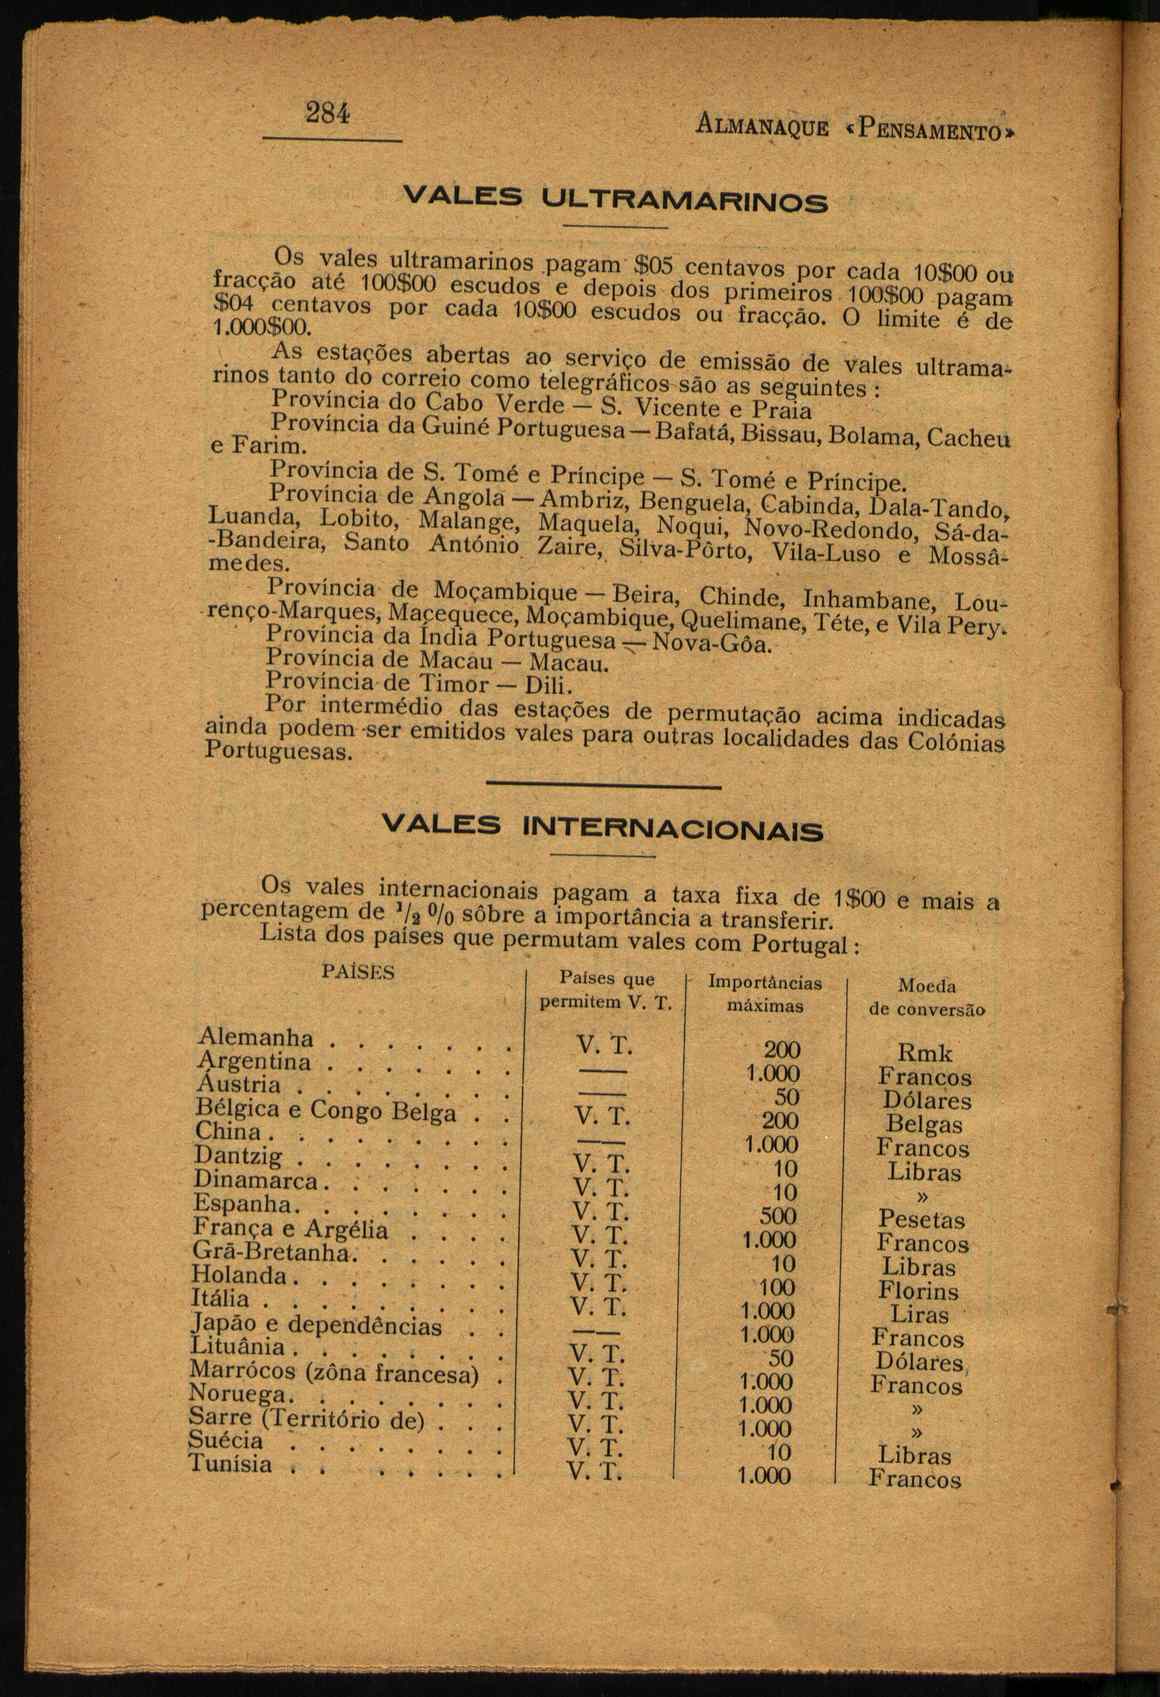 284
ALMANAQUE «PENSAMENTO»
VALES ULTRAMARINOS
Os vales ultramarinos pagam $05 centavos por cada 10$00 ou
fracção até 100$00 escudos e depois dos primeiros 100$00 pagam
$04 centavos por cada 10$00 escudos ou fracção. O limite é de
1.000$00.
As estações abertas ao serviço de emissão de vales ultrama-
rinos tanto do correio como telegráficos são as seguintes:
Província do Cabo Verde — S. Vicente e Praia
Província da Guiné Portuguesa — Bafatá, Bissau, Bolama, Cacheu
e Farim.
Província de S. Tomé e Príncipe — S. Tomé e Príncipe.
Província de Angola — Ambriz, Benguela, Cabinda, Dala-Tando,
Luanda, Lobito, Malange, Maquela, Noqui, Novo-Redondo, Sá-da-
-Bandeira, Santo António Zaire, Silva-Pôrto, Vila-Luso e Mossâ-
medes.
Província de Moçambique — Beira, Chinde, Inhambane, Lou-
renço-Marques, Maçequece, Moçambique, Quelimane, Téte, e Vila Pery.
Província da Índia Portuguesa — Nova-Gôa.
Província de Macau — Macau.
Província de Timor — Dili.
Por intermédio das estações de permutação acima indicadas
ainda podem ser emitidos vales para outras localidades das Colónias
Portuguesas.
VALES INTERNACIONAIS
Os vales internacionais pagam a taxa fixa de 1$00 e mais a
percentagem de 1/2 % sôbre a importância a transferir.
Lista dos países que permutam vales com Portugal:
PAÍSES | Países que permitem V. T. | Importâncias máximas | Moeda de conversão
Alemanha . . . . . . . V. T. 200 Rmk
Argentina . . . . . . . —— 1.000 Francos
Áustria . . . . . . . . —— 50 Dólares
Bélgica e Congo Belga . . V. T. 200 Belgas
China . . . . . . . . . —— 1.000 Francos
Dantzig . . . . . . . . V. T. 10 Libras
Dinamarca . . . . . . . V. T. 10 »
Espanha . . . . . . . . V. T. 500 Pesetas
França e Argélia . . . . V. T. 1.000 Francos
Grã-Bretanha . . . . . . V. T. 10 Libras
Holanda . . . . . . . . V. T. 100 Florins
Itália . . . . . . . . . V. T. 1.000 Liras
Japão e dependências . . —— 1.000 Francos
Lituânia . . . . . . . . V. T. 50 Dólares
Marrócos (zôna francesa) . V. T. 1.000 Francos
Noruega . . . . . . . . V. T. 1.000 »
Sarre (Território de) . . . V. T. 1.000 »
Suécia . . . . . . . . V. T. 10 Libras
Tunísia . . . . . . . V. T. 1.000 Francos